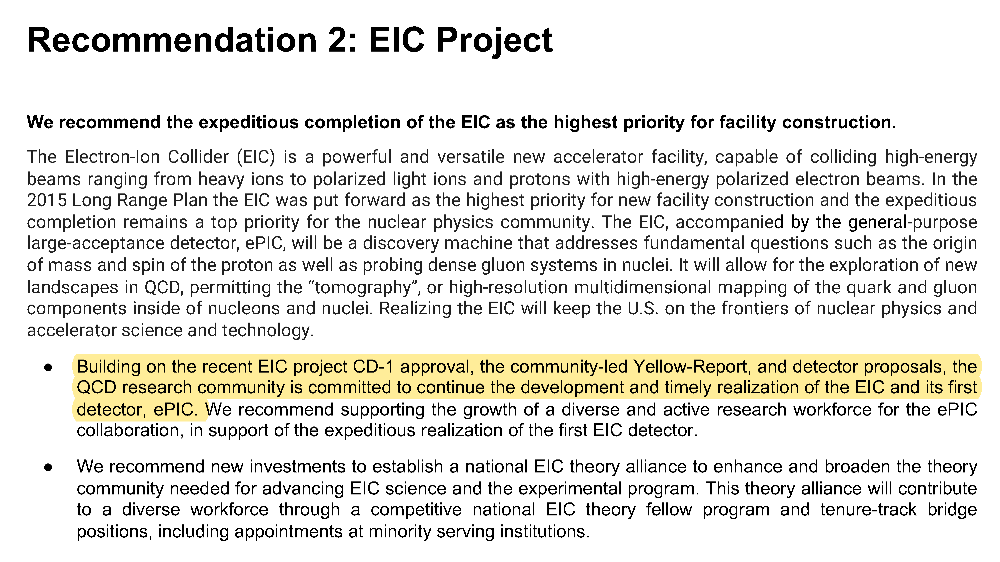 Recommendation 2: EIC Project
We recommend the expeditious completion of the EIC as the highest priority for facility construction.
The Electron-Ion Collider (EIC) is a powerful and versatile new accelerator facility, capable of colliding high-energy
beams ranging from heavy ions to polarized light ions and protons with high-energy polarized electron beams. In the
2015 Long Range Plan the EIC was put forward as the highest priority for new facility construction and the expeditious
completion remains a top priority for the nuclear physics community. The EIC, accompanied by the general-purpose
large-acceptance detector, ePIC, will be a discovery machine that addresses fundamental questions such as the origin
of mass and spin of the proton as well as probing dense gluon systems in nuclei. It will allow for the exploration of new
landscapes in QCD, permitting the “tomography”, or high-resolution multidimensional mapping of the quark and gluon
components inside of nucleons and nuclei. Realizing the EIC will keep the U.S. on the frontiers of nuclear physics and
accelerator science and technology.
● Building on the recent EIC project CD-1 approval, the community-led Yellow-Report, and detector proposals, the
QCD research community is committed to continue the development and timely realization of the EIC and its first
detector, ePIC. We recommend supporting the growth of a diverse and active research workforce for the ePIC
collaboration, in support of the expeditious realization of the first EIC detector.
● We recommend new investments to establish a national EIC theory alliance to enhance and broaden the theory
community needed for advancing EIC science and the experimental program. This theory alliance will contribute
to a diverse workforce through a competitive national EIC theory fellow program and tenure-track bridge
positions, including appointments at minority serving institutions.